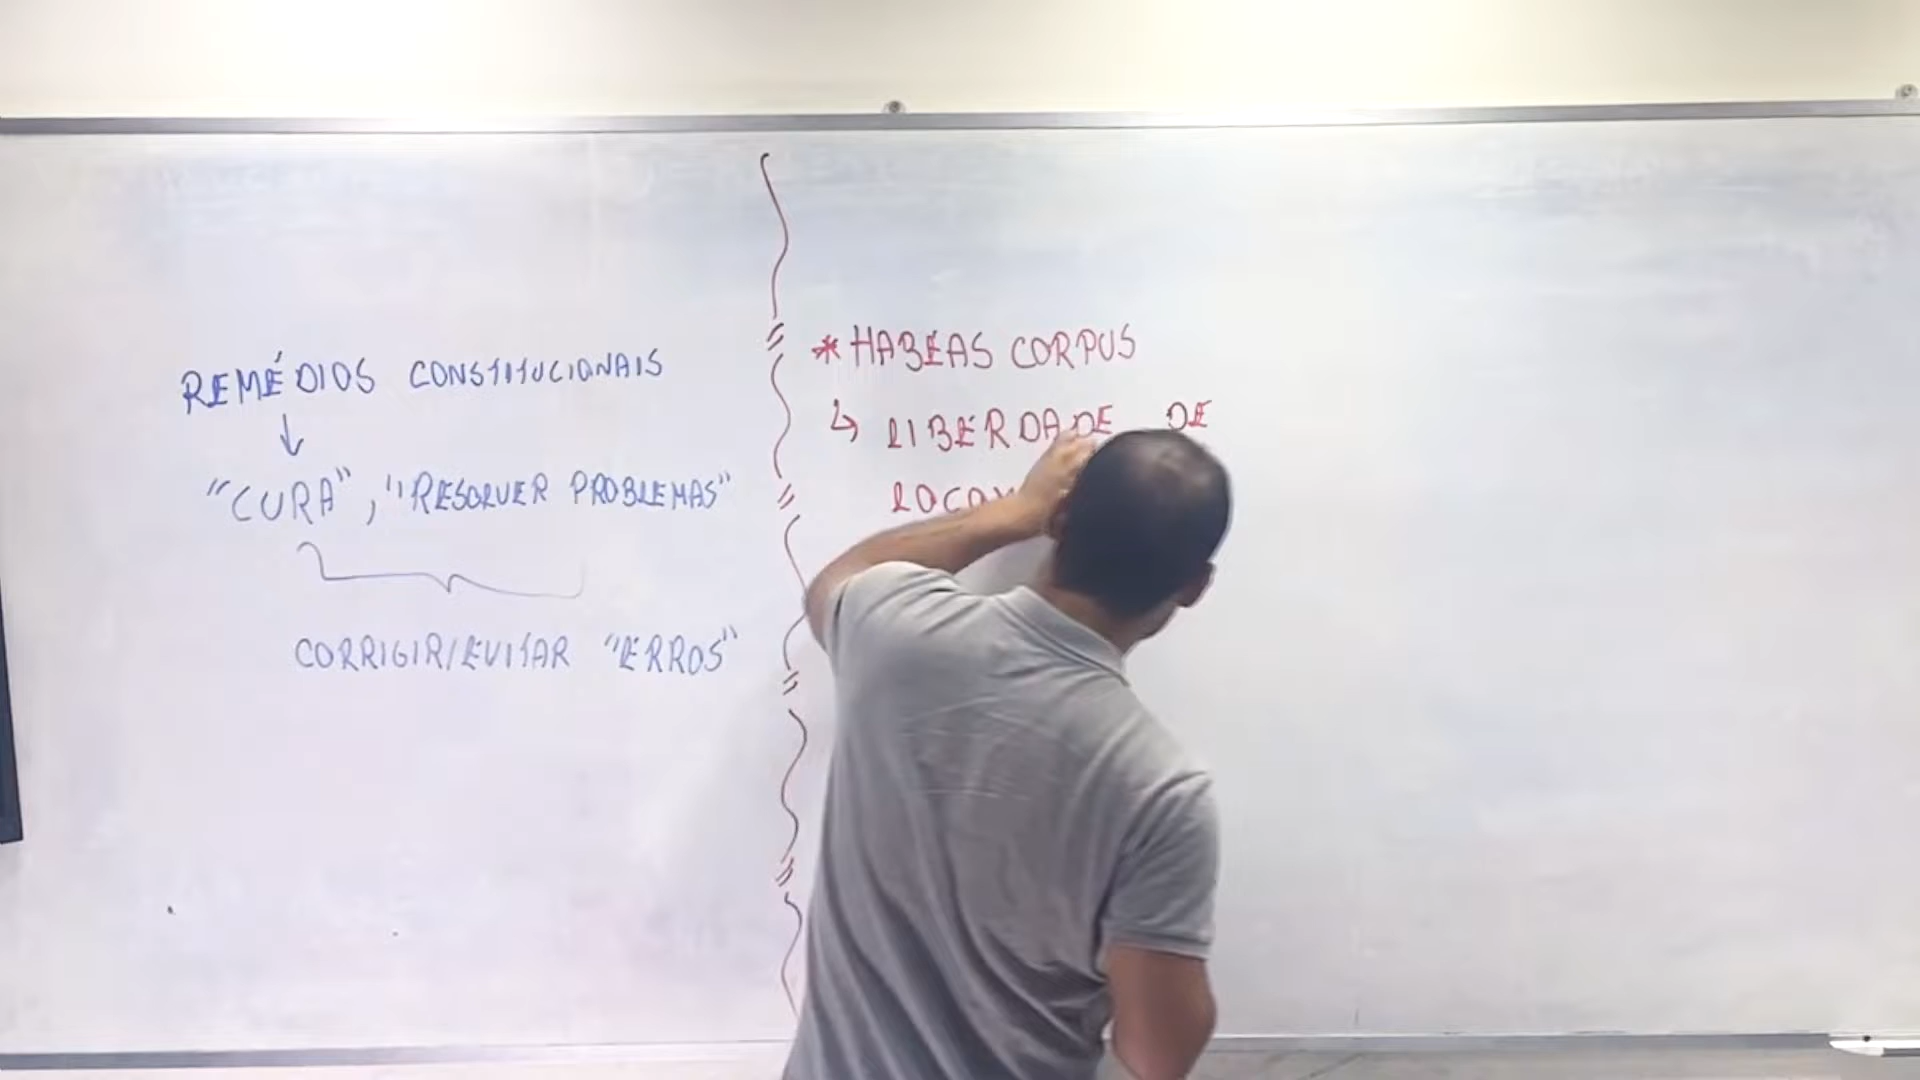 REMÉDIOS CONSTITUCIONAIS
↓
"CURA", "RESOLVER PROBLEMAS"
CORRIGIR/EVITAR "ERROS"
* HABEAS CORPUS
↳ LIBERDADE DE